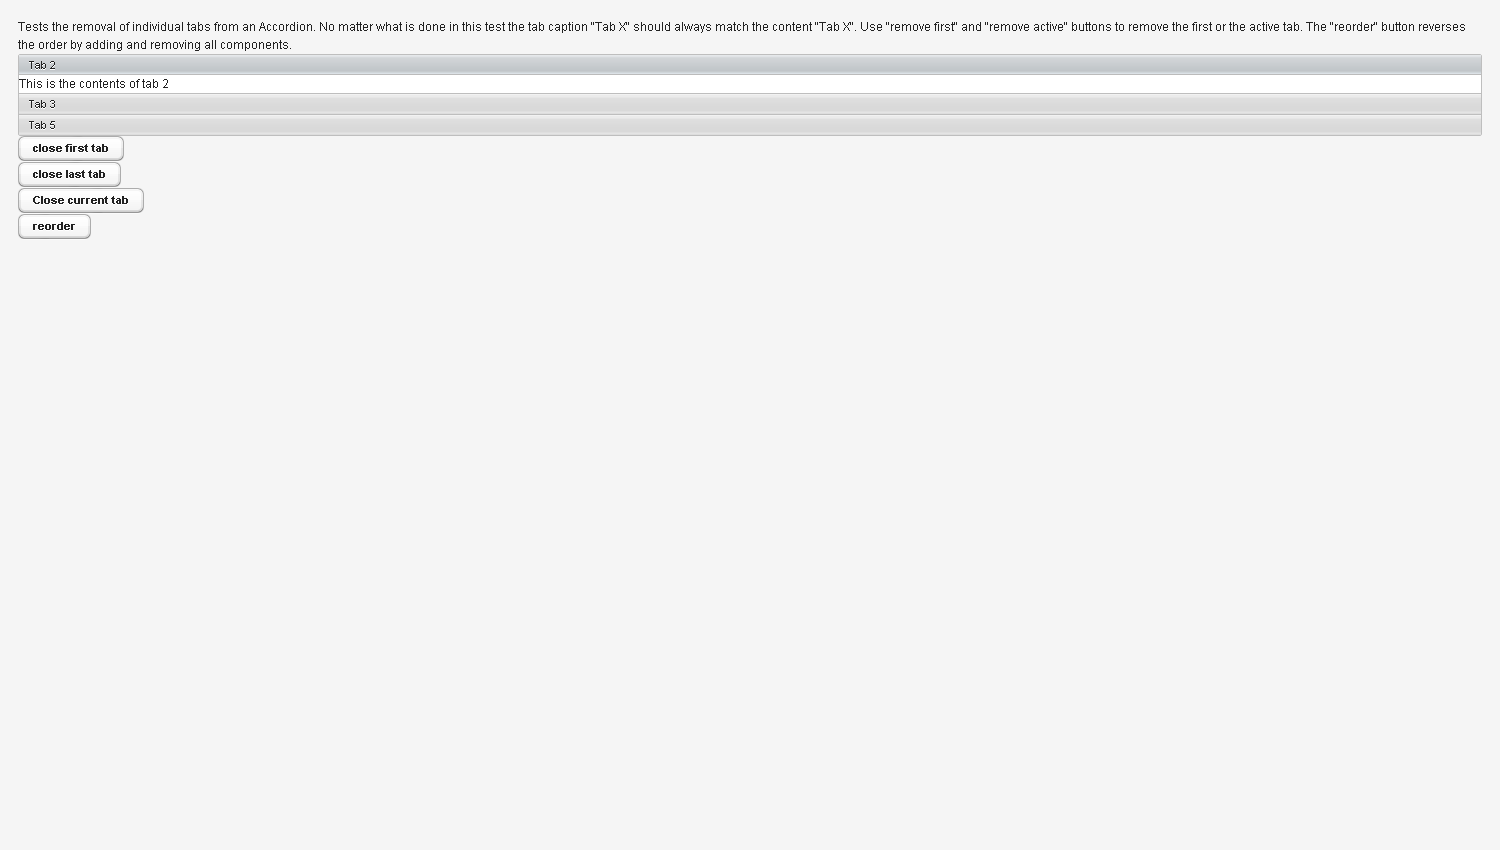 Tests the removal of individual tabs from an Accordion. No matter what is done in this test the tab caption "Tab X" should always match the content "Tab X". Use "remove first" and "remove active" buttons to remove the first or the active tab. The "reorder" button reverses
the order by adding and removing all components.
Tab 2
This is the contents of tab 2
Tab 3
Tab 5
close first tab
close last tab
Close current tab
reorder